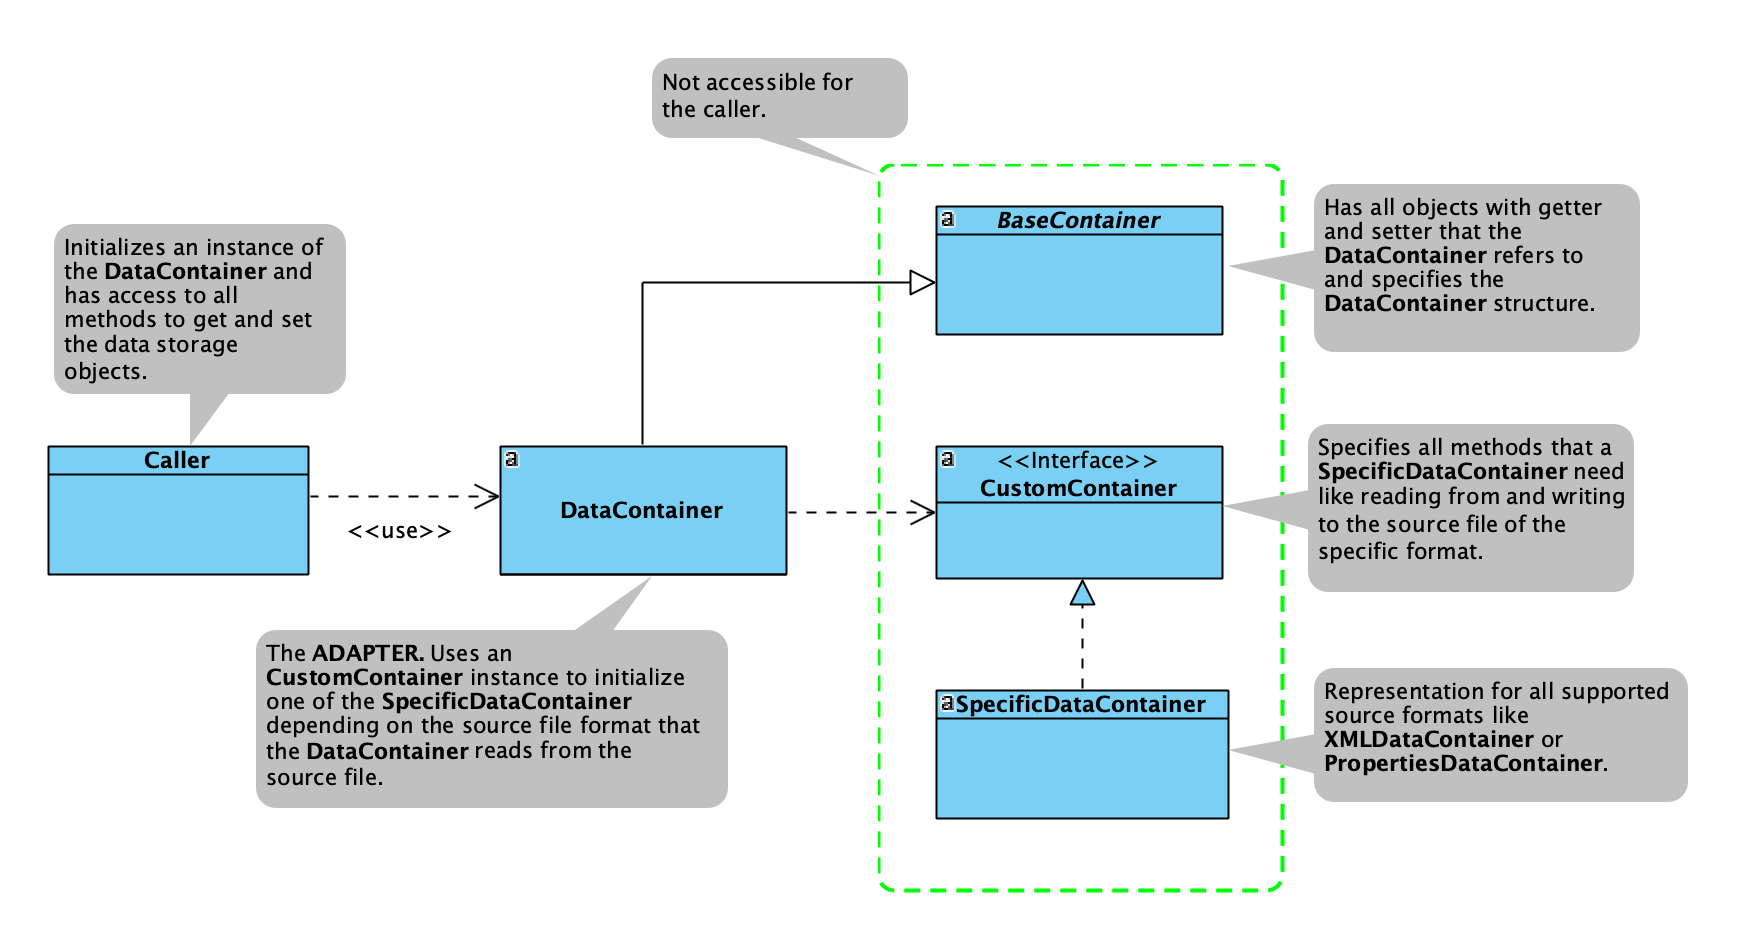 Not accessible for
the caller.
a
BaseContainer
Has all objects with getter
and setter that the
DataContainer refers to
and specifies the
DataContainer structure.
Initializes an instance of
the DataContainer and
has access to all
methods to get and set
the data storage
objects.
Caller
<<use>>
a
DataContainer
a
<<Interface>>
CustomContainer
Specifies all methods that a
SpecificDataContainer need
like reading from and writing
to the source file of the
specific format.
The ADAPTER. Uses an
CustomContainer instance to initialize
one of the SpecificDataContainer
depending on the source file format that
the DataContainer reads from the
source file.
a
SpecificDataContainer
Representation for all supported
source formats like
XMLDataContainer or
PropertiesDataContainer.